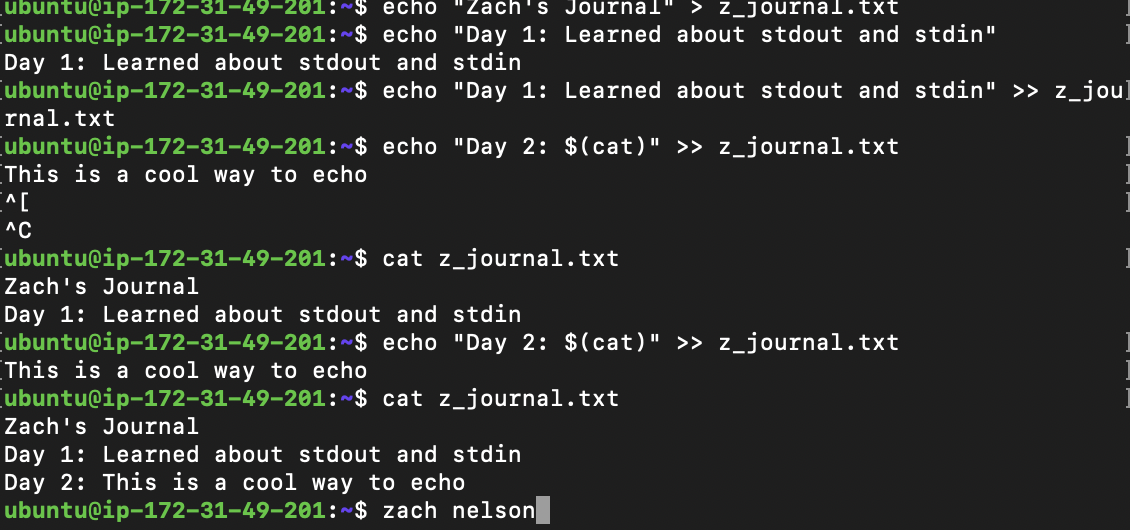 ubuntu@ip-172-31-49-201:~$ echo "Zach's Journal" > z_journal.txt
ubuntu@ip-172-31-49-201:~$ echo "Day 1: Learned about stdout and stdin"
Day 1: Learned about stdout and stdin
ubuntu@ip-172-31-49-201:~$ echo "Day 1: Learned about stdout and stdin" >> z_jou
rnal.txt
ubuntu@ip-172-31-49-201:~$ echo "Day 2: $(cat)" >> z_journal.txt
This is a cool way to echo
^[
^C
ubuntu@ip-172-31-49-201:~$ cat z_journal.txt
Zach's Journal
Day 1: Learned about stdout and stdin
ubuntu@ip-172-31-49-201:~$ echo "Day 2: $(cat)" >> z_journal.txt
This is a cool way to echo
ubuntu@ip-172-31-49-201:~$ cat z_journal.txt
Zach's Journal
Day 1: Learned about stdout and stdin
Day 2: This is a cool way to echo
ubuntu@ip-172-31-49-201:~$ zach nelson